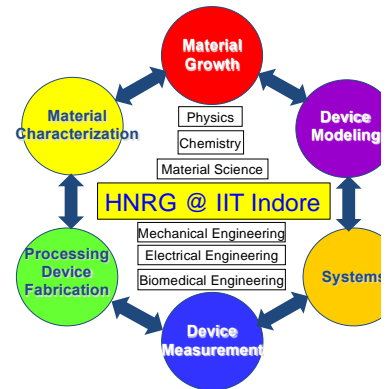 Material
Growth
Material
Characterization
Device
Modeling
Physics
Chemistry
Material Science
HNRG @ IIT Indore
Mechanical Engineering
Electrical Engineering
Biomedical Engineering
Processing
Device
Fabrication
Systems
Device
Measurement